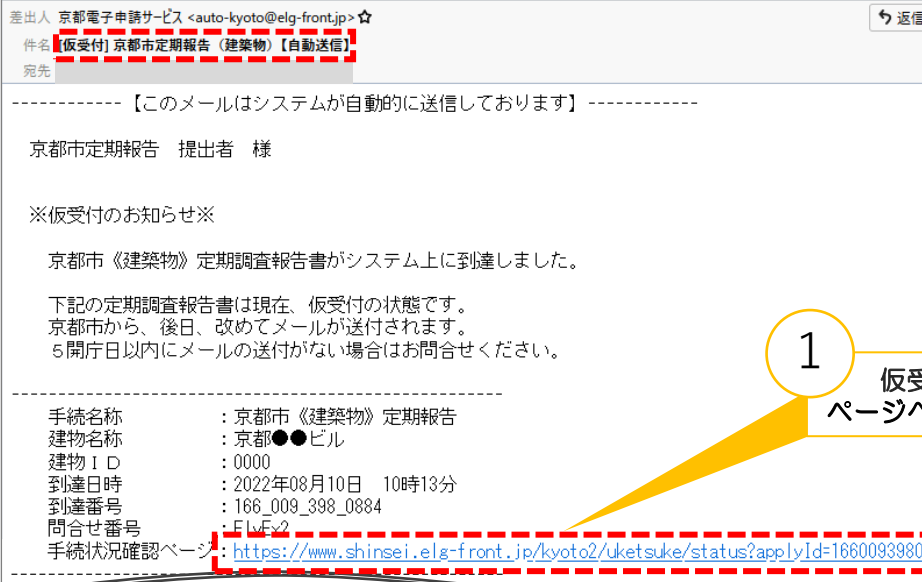 差出人 京都電子申請サービス <auto-kyoto@elg-front.jp>☆
返信
件名 [仮受付] 京都市定期報告（建築物）【自動送信】
宛先
------------【このメールはシステムが自動的に送信しております】------------
京都市定期報告　提出者　様
※仮受付のお知らせ※
京都市《建築物》定期調査報告書がシステム上に到達しました。
下記の定期調査報告書は現在、仮受付の状態です。
京都市から、後日、改めてメールが送付されます。
５開庁日以内にメールの送付がない場合はお問合せください。
1
仮受
ページへ
-----------------------------------------------------
手続名称　　　　　：京都市《建築物》定期報告
建物名称　　　　　：京都●●ビル
建物ＩＤ　　　　　：0000
到達日時　　　　　：2022年08月10日　10時13分
到達番号　　　　　：166_009_398_0884
問合せ番号　　　　：
手続状況確認ページ：https://www.shinsei.elg-front.jp/kyoto2/uketsuke/status?applyId=1660093980
-----------------------------------------------------